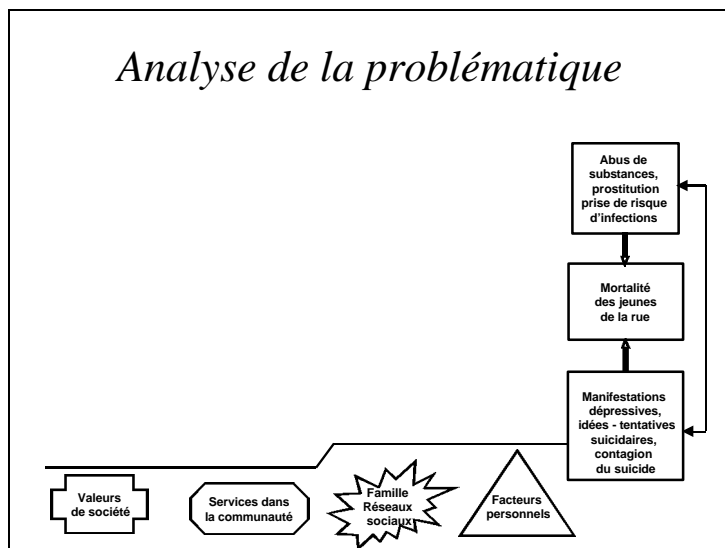 Analyse de la problématique
Abus de
substances,
prostitution
prise de risque
d'infections
Mortalité
des jeunes
de la rue
Manifestations
dépressives,
idées - tentatives
suicidaires,
contagion
du suicide
Valeurs
de société
Services dans
la communauté
Famille
Réseaux
sociaux
Facteurs
personnels